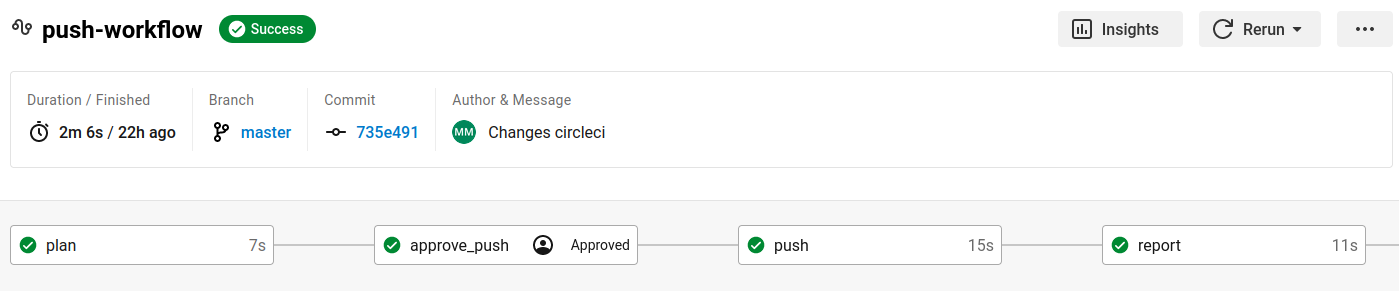 push-workflow Success Insights Rerun
Duration / Finished Branch Commit Author & Message
2m 6s / 22h ago master 735e491 MM Changes circleci
plan 7s approve_push Approved push 15s report 11s